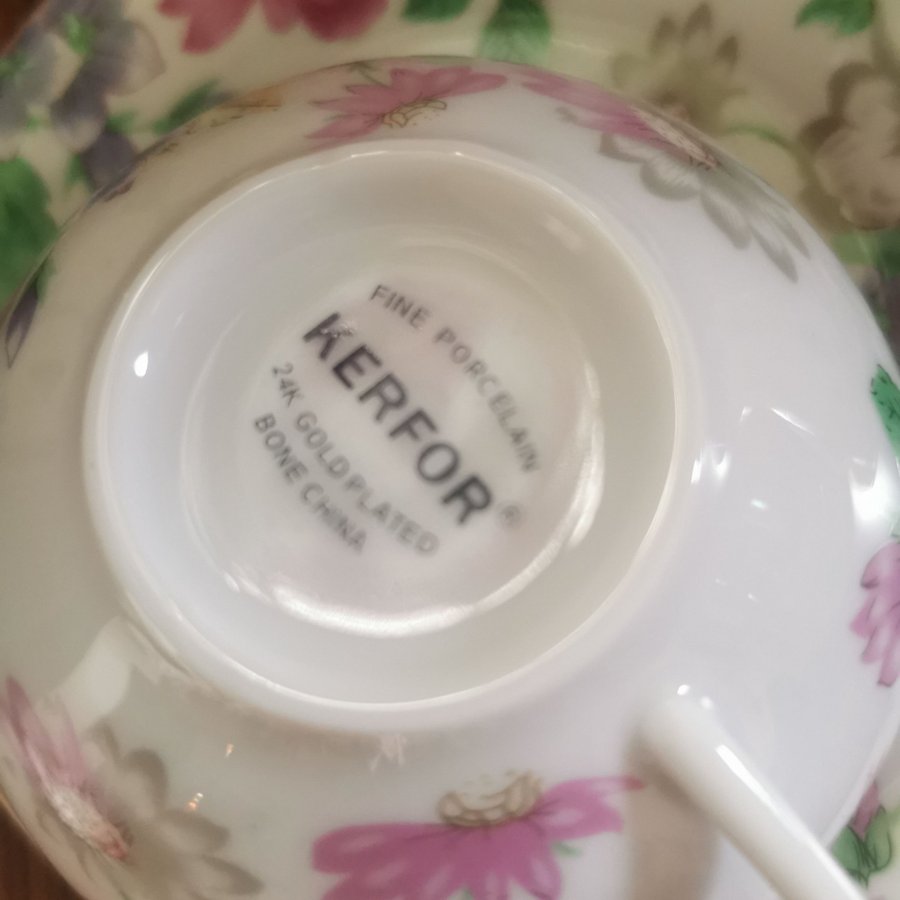 FINE PORCELAIN
KERFOR®
24K GOLD PLATED
BONE CHINA